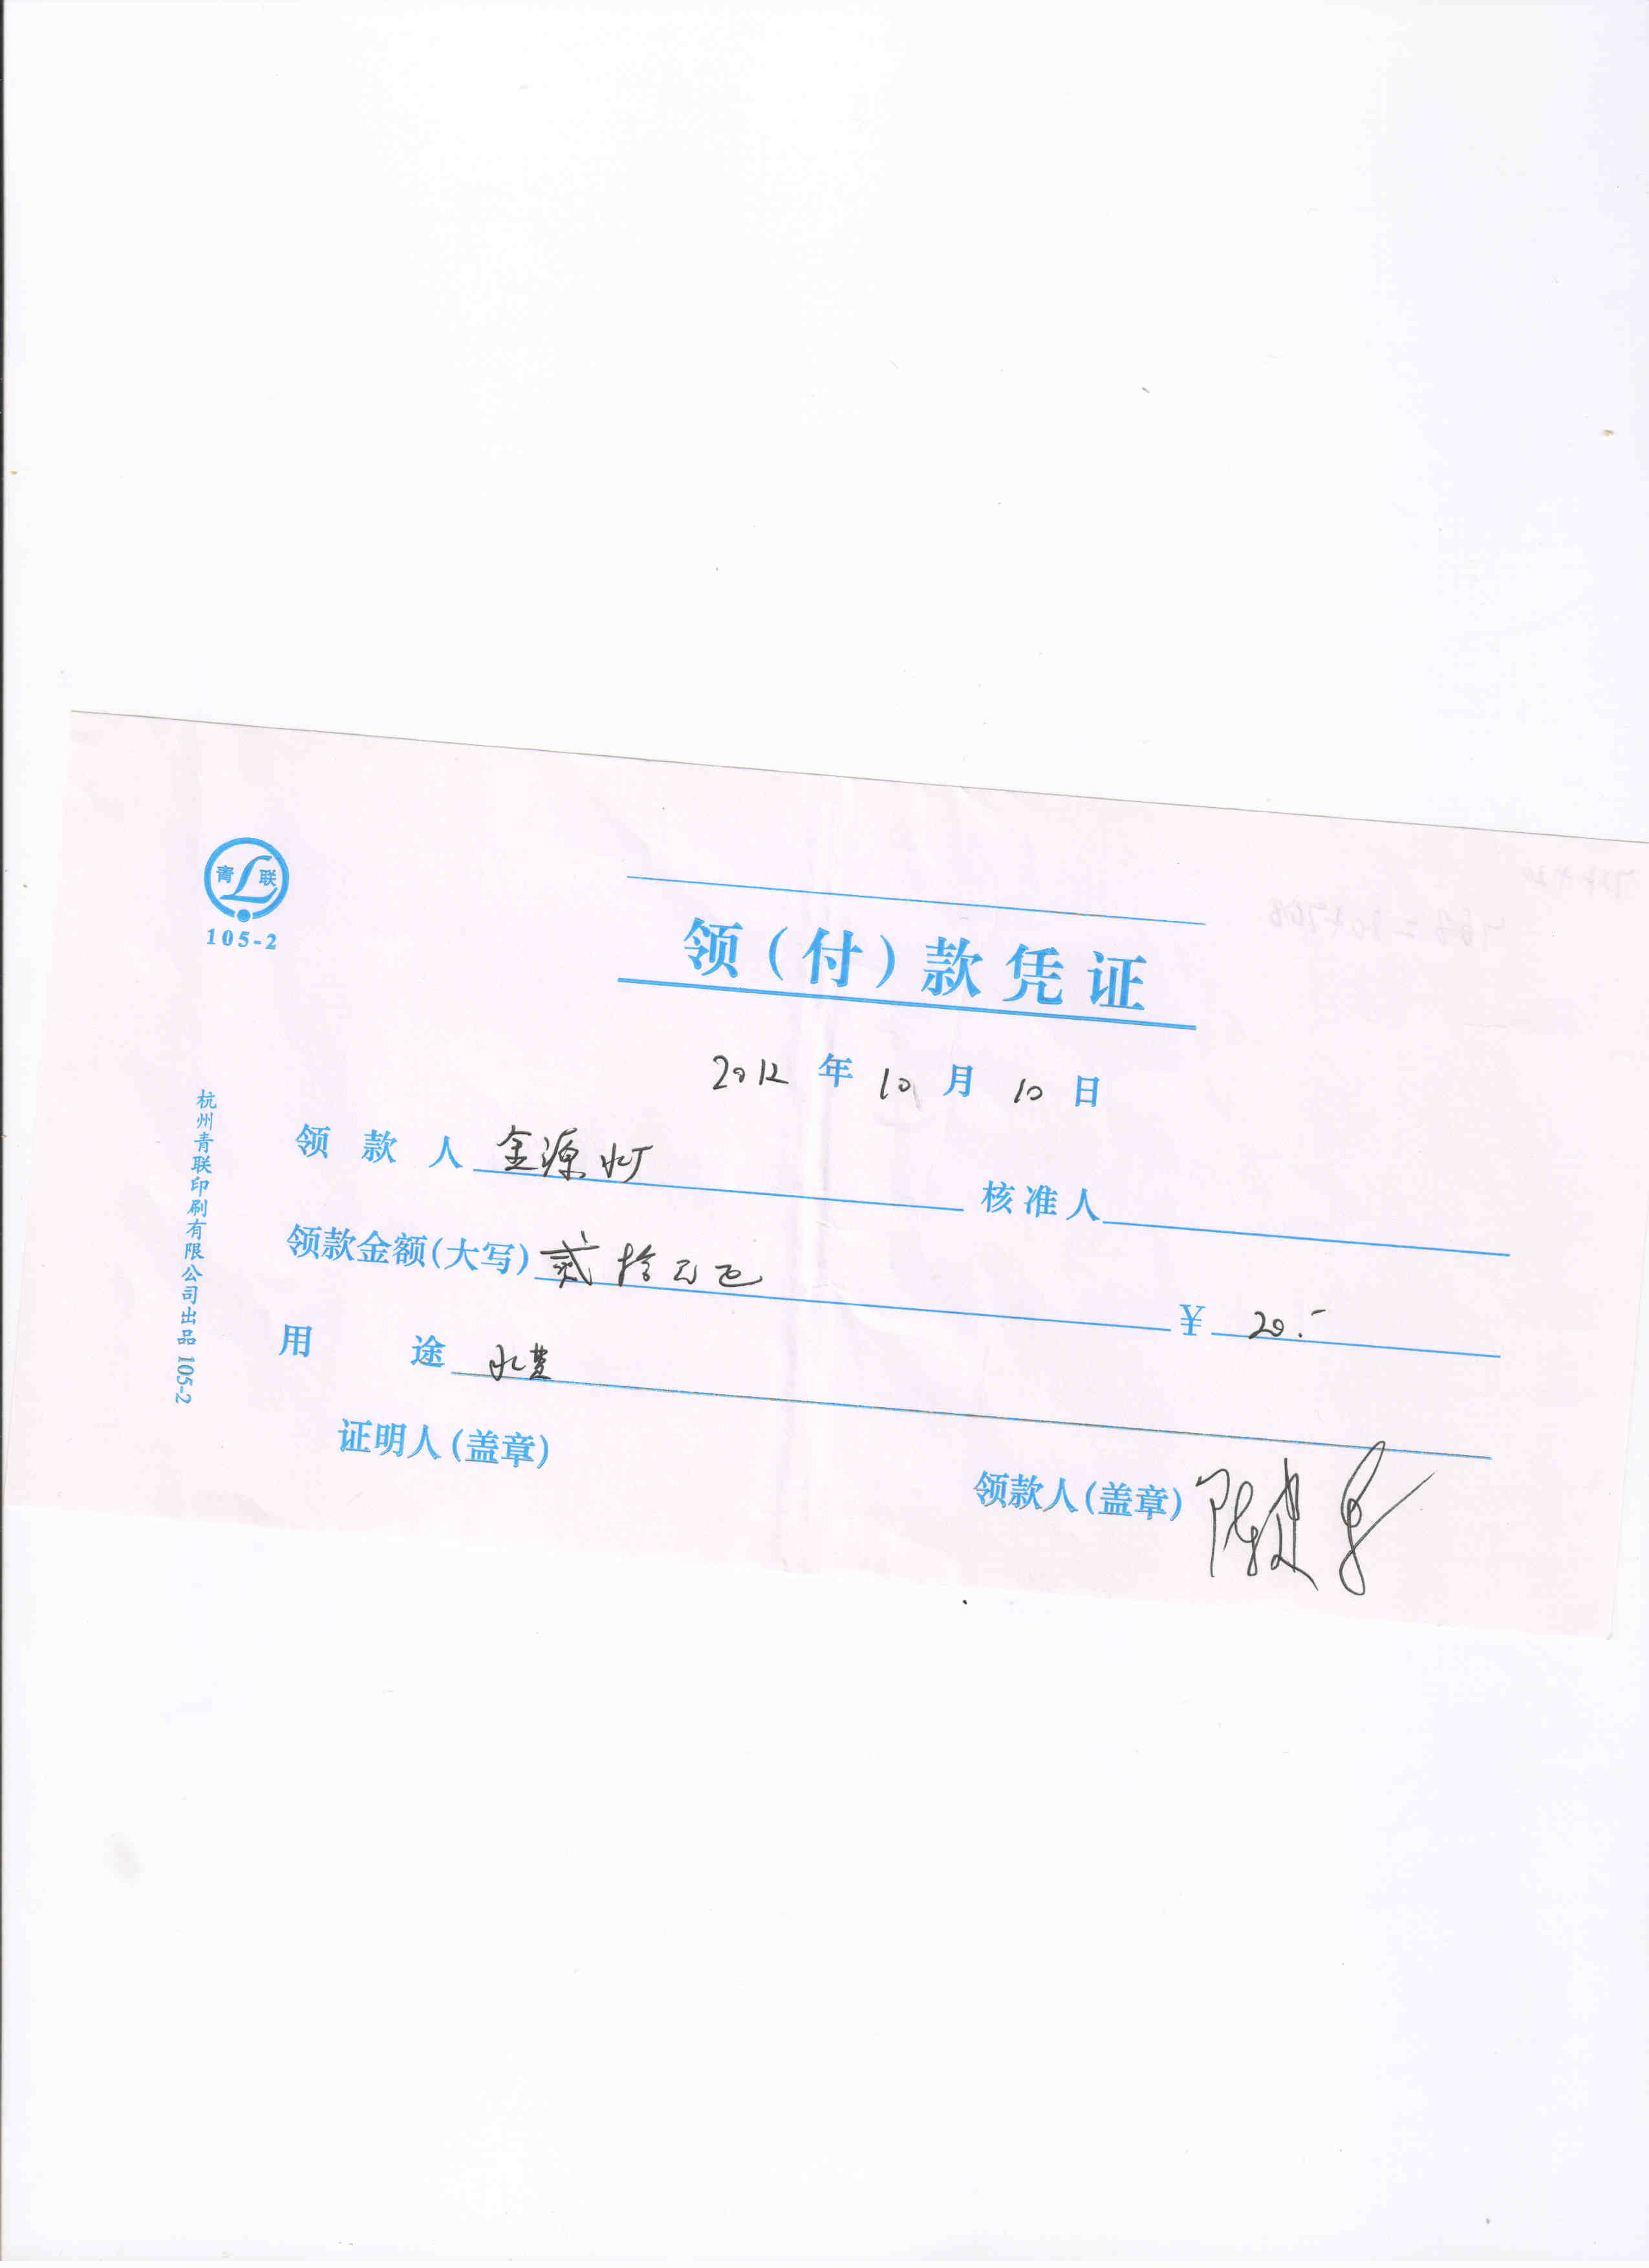 青 联
105-2
领(付)款凭证
2012 年 10 月 10 日
领 款 人 金源灯
核准人
领款金额(大写) 贰拾元正
¥ 20.-
用 途 水费
证明人(盖章)
领款人(盖章) 陈建
杭州青联印刷有限公司出品 105-2